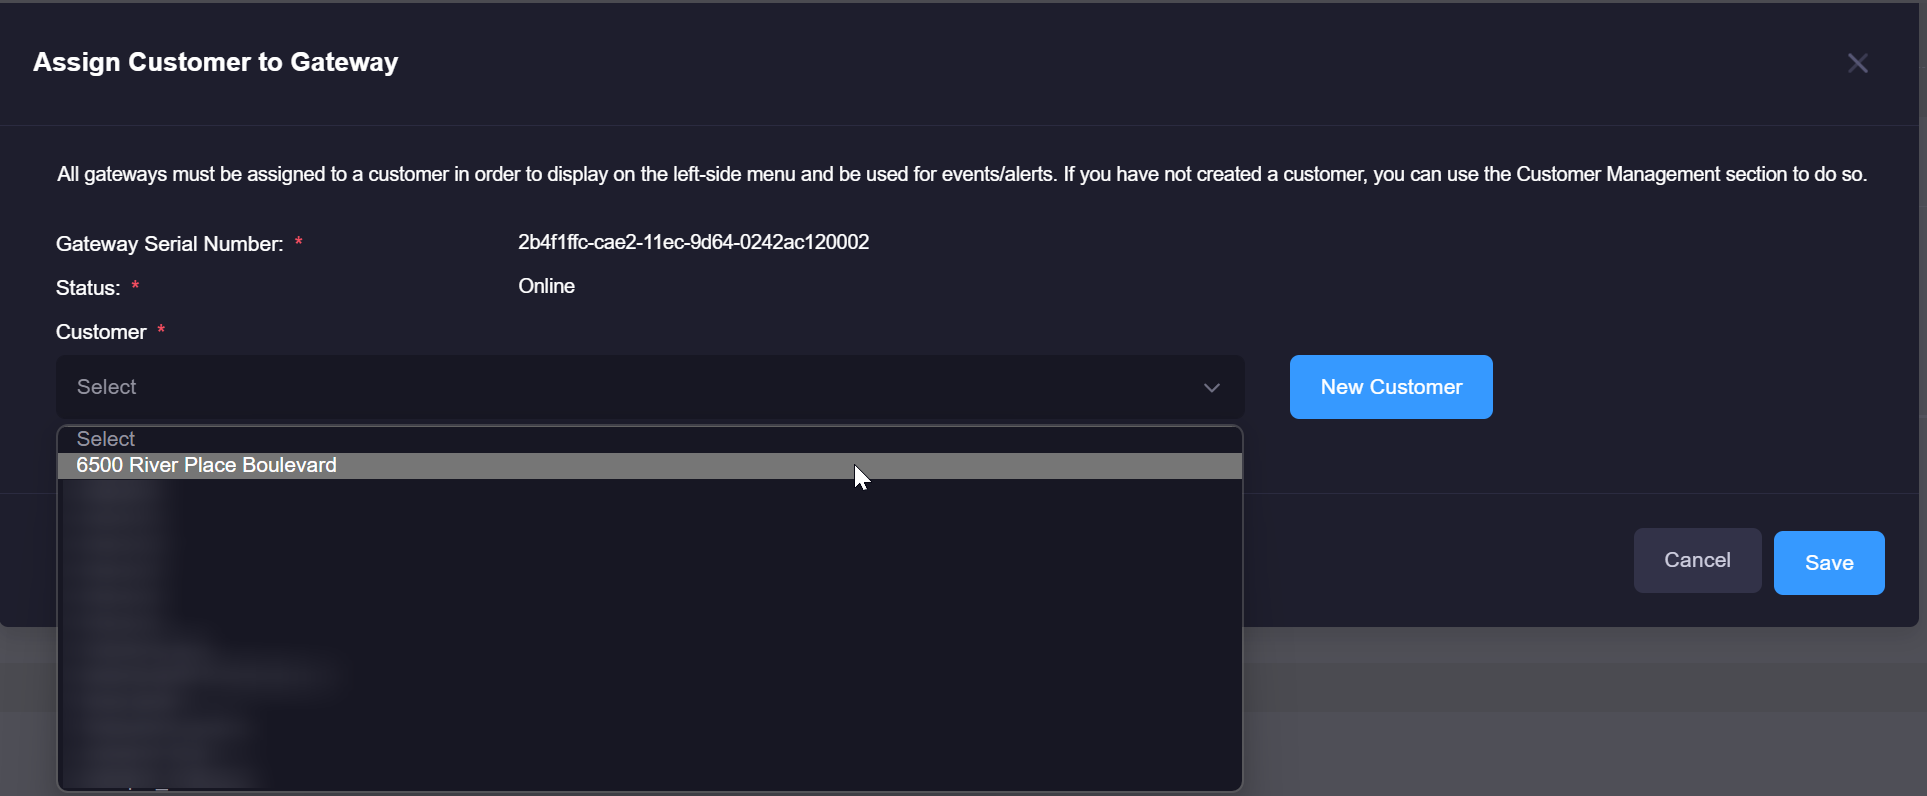 Assign Customer to Gateway
All gateways must be assigned to a customer in order to display on the left-side menu and be used for events/alerts. If you have not created a customer, you can use the Customer Management section to do so.
Gateway Serial Number: * 2b4f1ffc-cae2-11ec-9d64-0242ac120002
Status: * Online
Customer *
Select
New Customer
Select
6500 River Place Boulevard
Cancel
Save